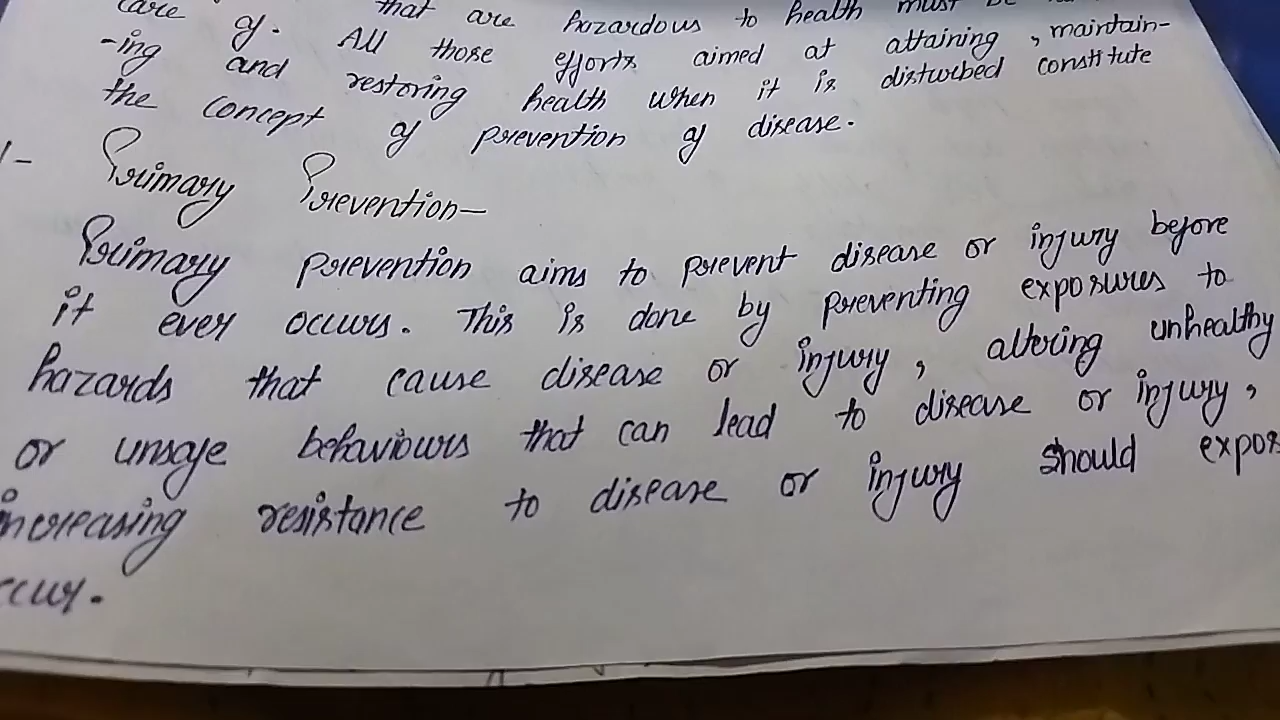 care of. that are hazardous to health must be
All those efforts aimed at attaining, maintain-
-ing and restoring health when it is disturbed constitute
the concept of prevention of disease.
1- Primary Prevention-
Primary prevention aims to prevent disease or injury before
it ever occurs. This is done by preventing exposures to
hazards that cause disease or injury, altering unhealthy
or unsafe behaviours that can lead to disease or injury,
increasing resistance to disease or injury should expos
ccur.